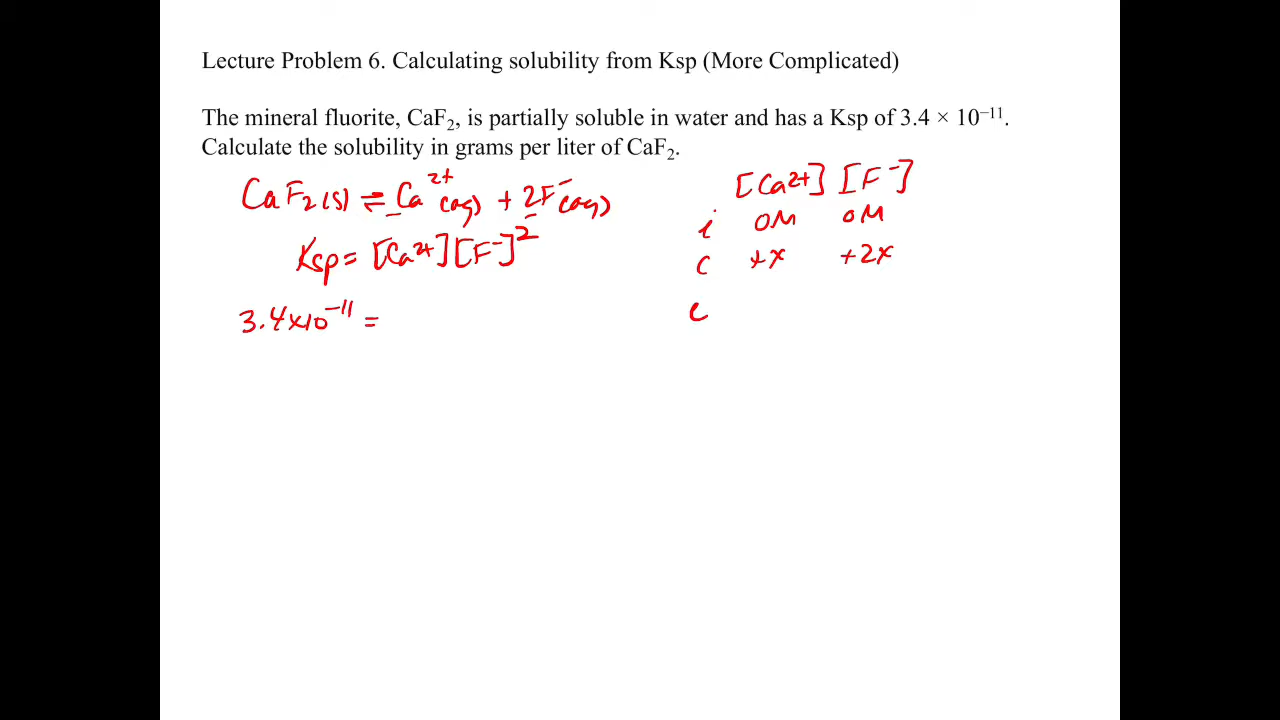 Lecture Problem 6. Calculating solubility from Ksp (More Complicated)
The mineral fluorite, CaF₂, is partially soluble in water and has a Ksp of 3.4 × 10⁻¹¹.
Calculate the solubility in grams per liter of CaF₂.
CaF₂(s) ⇌ Ca²⁺(aq) + 2F⁻(aq)
Ksp = [Ca²⁺][F⁻]²
3.4×10⁻¹¹ =
[Ca²⁺] [F⁻]
i 0M 0M
c +x +2x
e